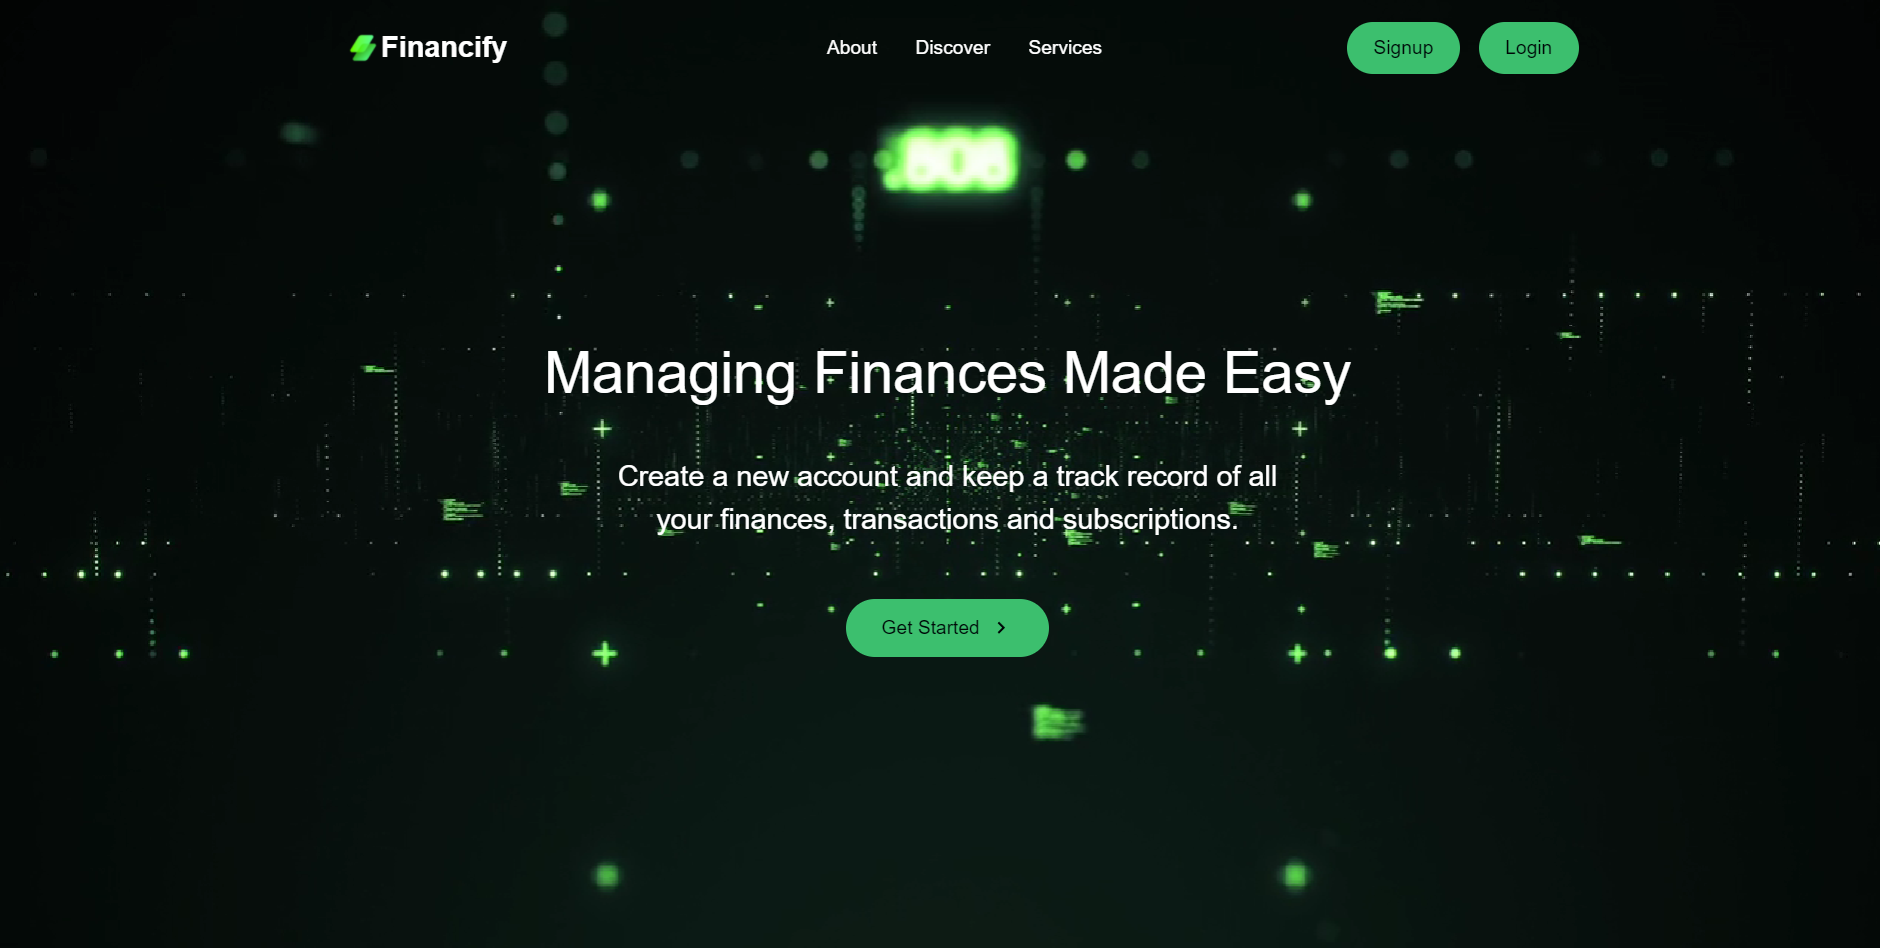 Financify
About
Discover
Services
Signup
Login
Managing Finances Made Easy
Create a new account and keep a track record of all
your finances, transactions and subscriptions.
Get Started